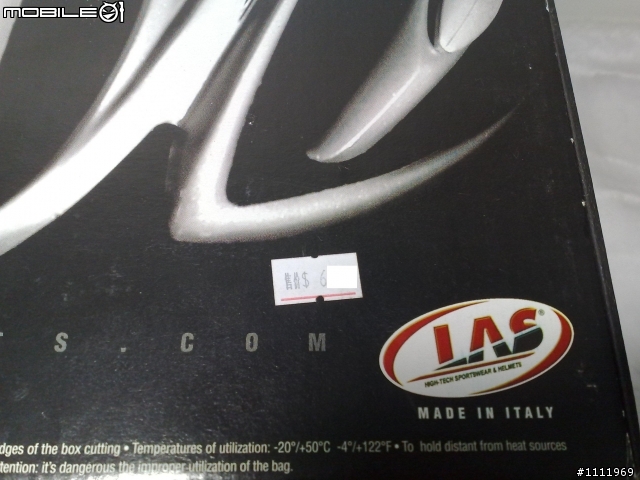 MOBILE01
售價$ 6
S . C O M
LAS®
HIGH-TECH SPORTSWEAR & HELMETS
MADE IN ITALY
dges of the box cutting • Temperatures of utilization: -20°/+50°C -4°/+122°F • To hold distant from heat sources
tention: it's dangerous the improper utilization of the bag.
#1111969